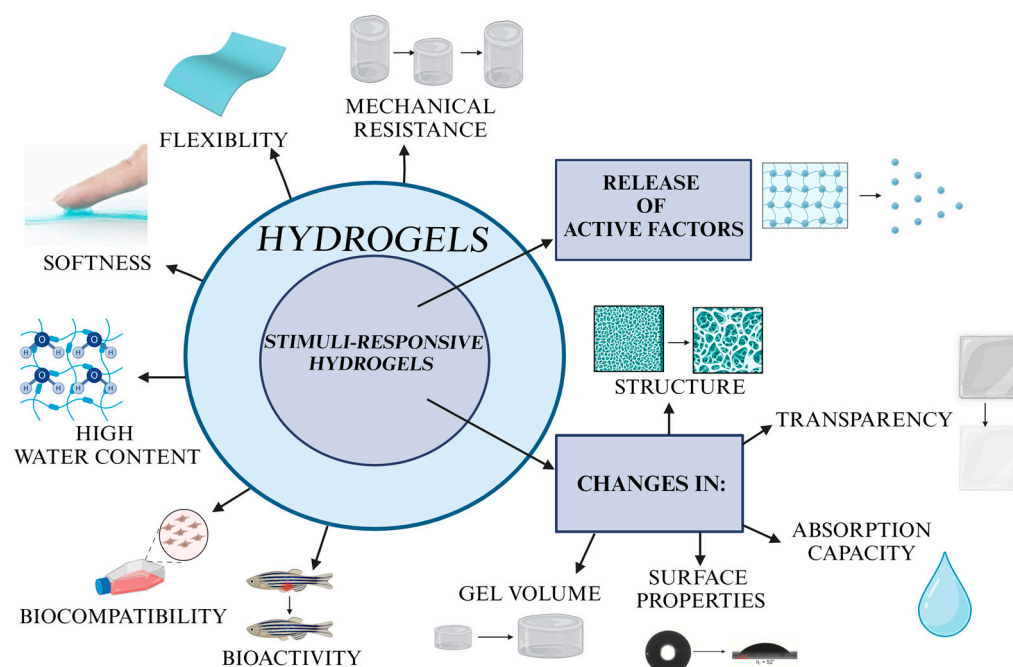 MECHANICAL
RESISTANCE
FLEXIBLITY
SOFTNESS
HYDROGELS
STIMULI-RESPONSIVE
HYDROGELS
RELEASE
OF
ACTIVE FACTORS
STRUCTURE
TRANSPARENCY
O O
H H H H
O O
H H H H
HIGH
WATER CONTENT
CHANGES IN:
ABSORPTION
CAPACITY
BIOCOMPATIBILITY
BIOACTIVITY
GEL VOLUME
SURFACE
PROPERTIES
= 52°